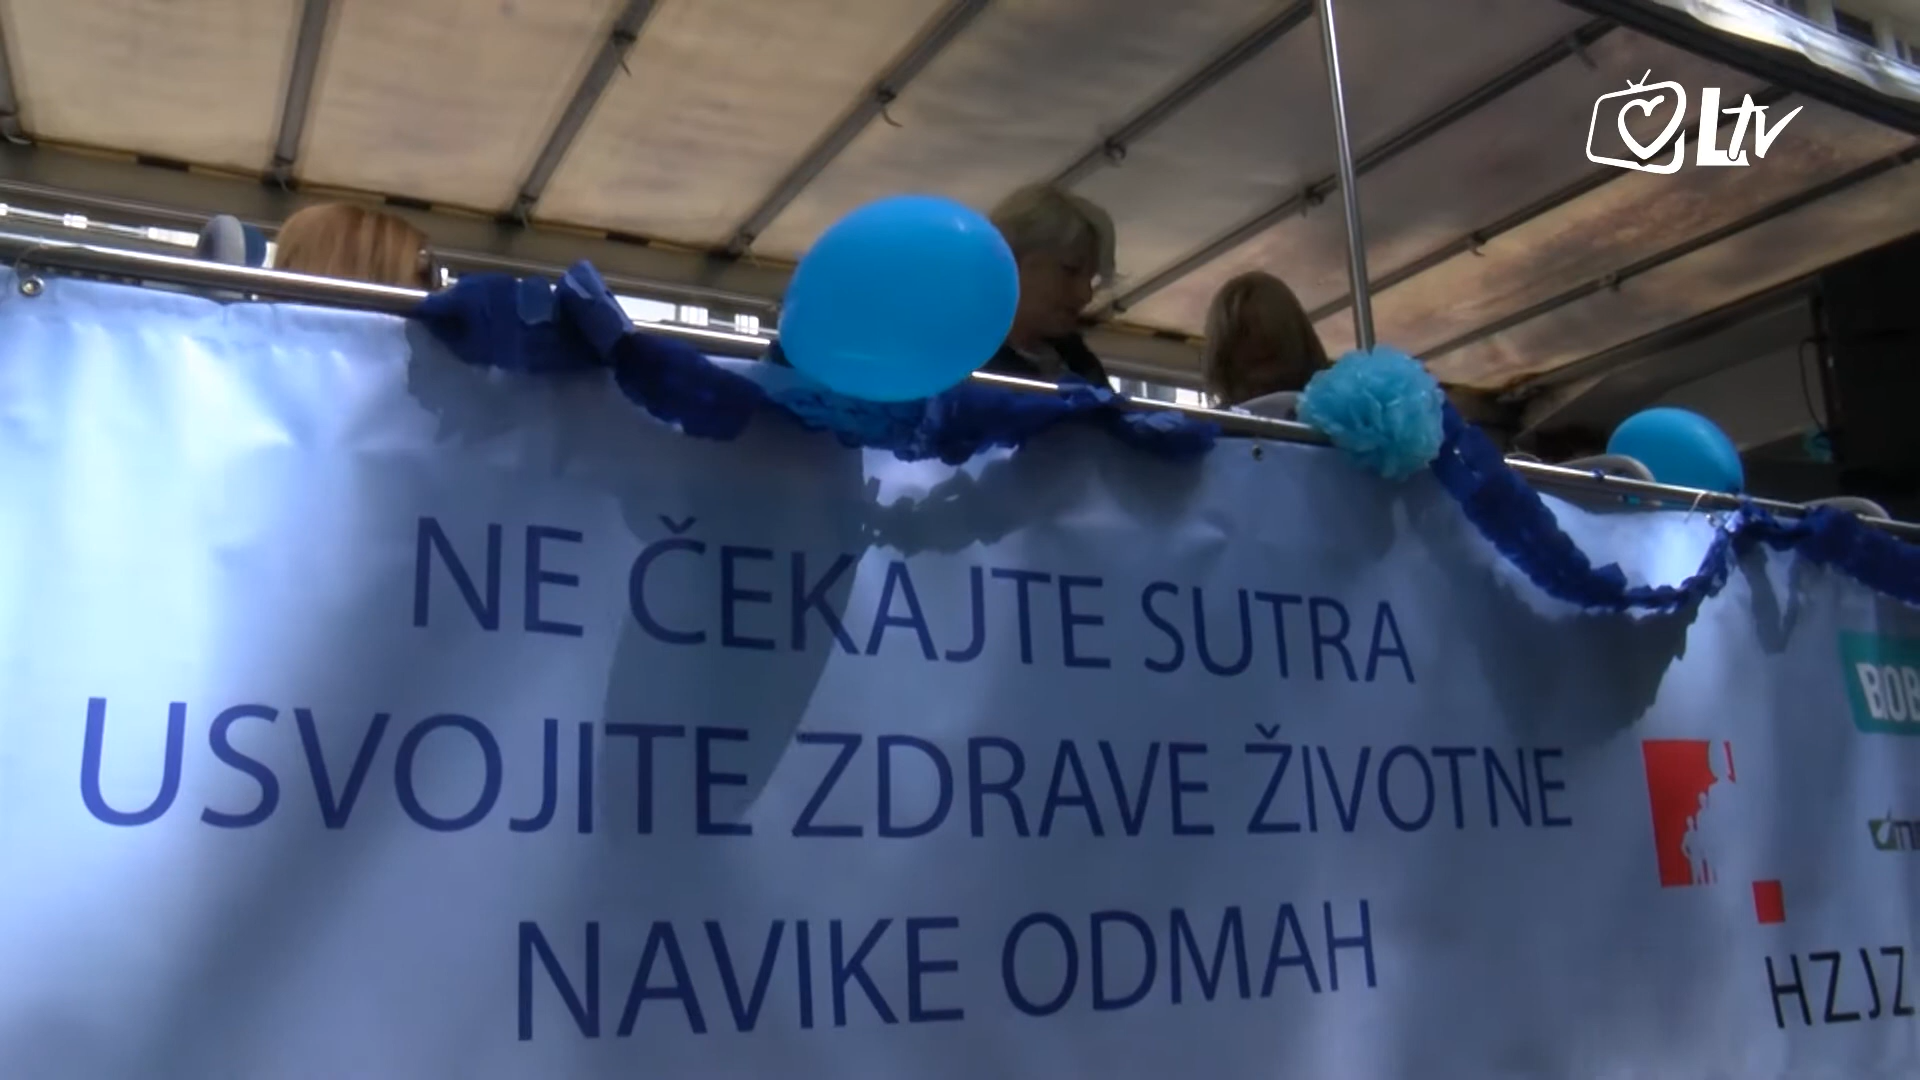 LTV
NE ČEKAJTE SUTRA
USVOJITE ZDRAVE ŽIVOTNE
NAVIKE ODMAH
HZJZ